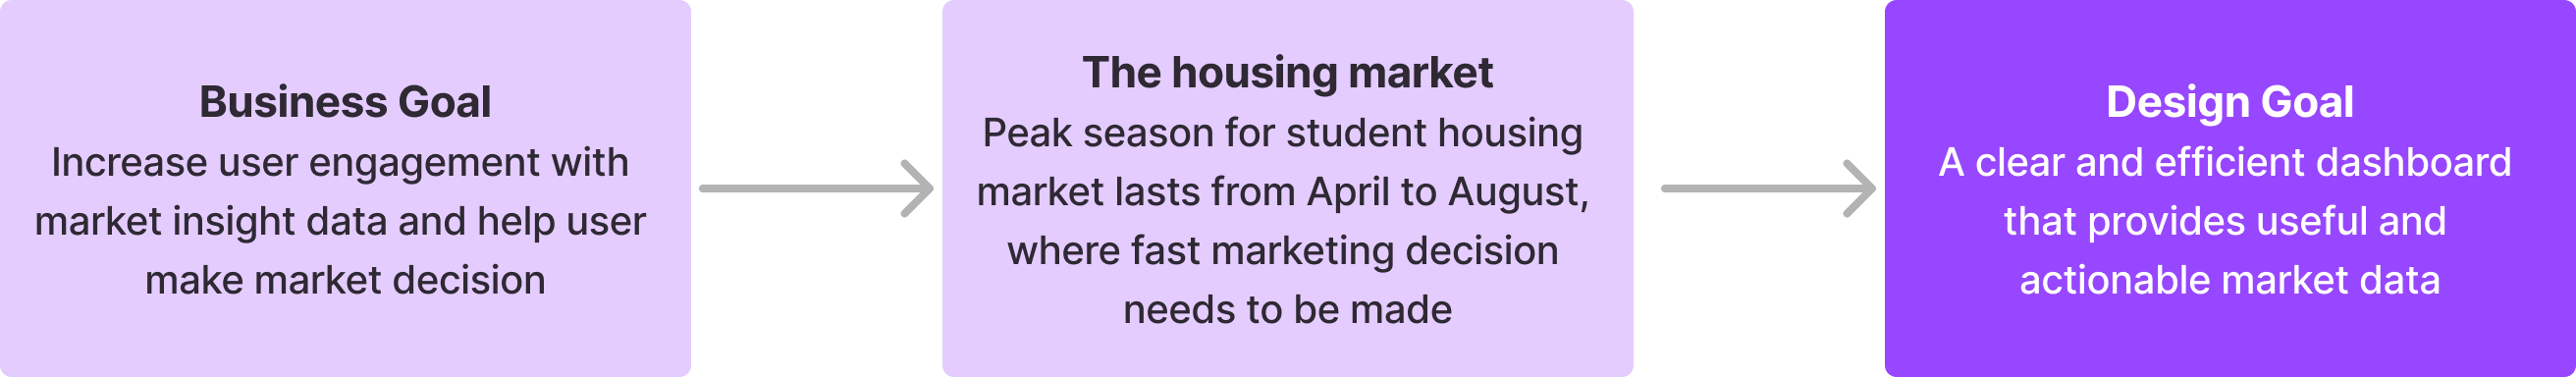 Business Goal
Increase user engagement with
market insight data and help user
make market decision
The housing market
Peak season for student housing
market lasts from April to August,
where fast marketing decision
needs to be made
Design Goal
A clear and efficient dashboard
that provides useful and
actionable market data